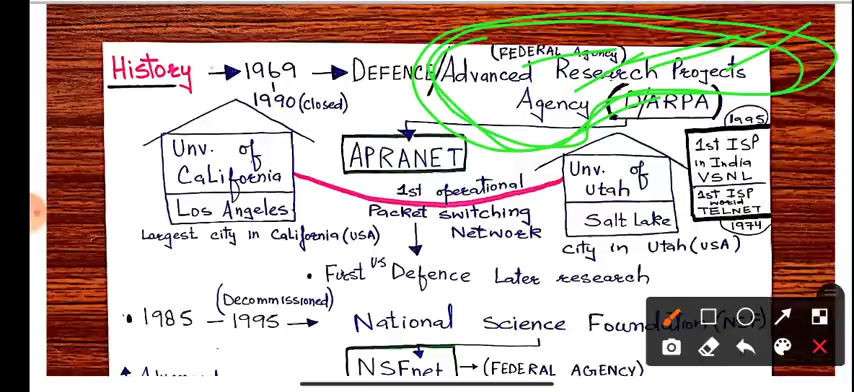 (FEDERAL Agency)
History → 1969 → DEFENCE/Advanced Research Projects
1990 (closed)
Agency (D/ARPA)
1995
Unv. of
California
Los Angeles
Largest city in California (USA)
APRANET
1st operational
Packet switching
Network
Unv. of
Utah
Salt Lake
city in Utah (USA)
1st ISP
in India
VSNL
1st ISP
world
TELNET
1974
• First US Defence Later research
(Decommissioned)
• 1985 – 1995 → National Science Foundation (NSF)
NSFnet → (FEDERAL AGENCY)